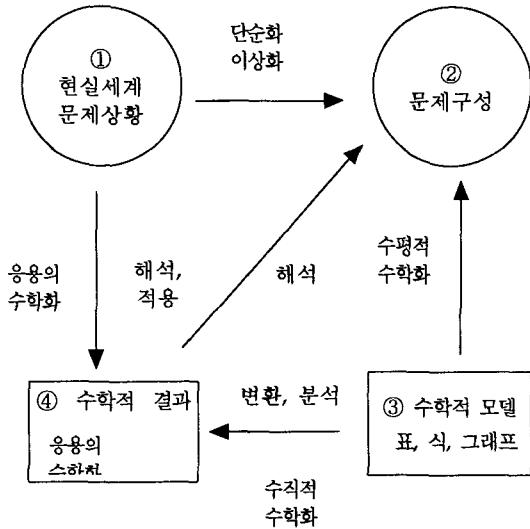 단순화
이상화
①
현실세계
문제상황
②
문제구성
응용의
수학화
해석,
적용
해석
수평적
수학화
④ 수학적 결과
응용의
변환, 분석
③ 수학적 모델
표, 식, 그래프
수직적
수학화